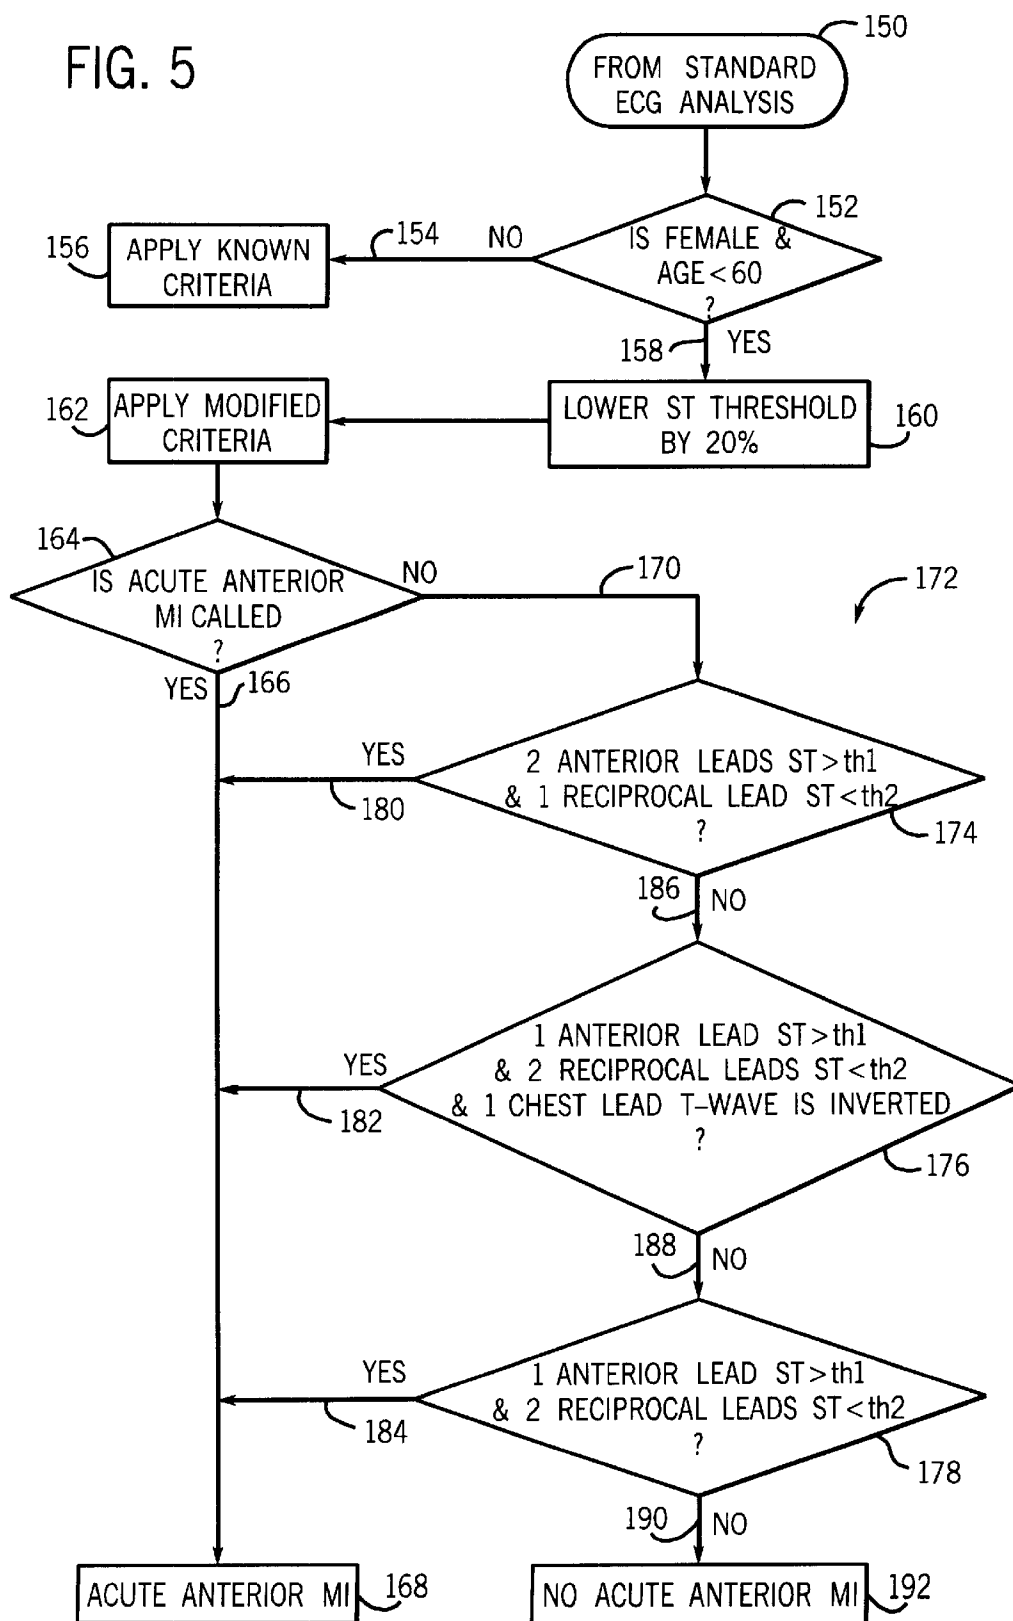 FIG. 5
150
FROM STANDARD
ECG ANALYSIS
152
IS FEMALE &
AGE<60
?
NO
154
156
APPLY KNOWN
CRITERIA
158
YES
LOWER ST THRESHOLD
BY 20%
160
162
APPLY MODIFIED
CRITERIA
164
IS ACUTE ANTERIOR
MI CALLED
?
NO
170
172
YES
166
2 ANTERIOR LEADS ST>th1
& 1 RECIPROCAL LEAD ST<th2
?
YES
180
174
186
NO
1 ANTERIOR LEAD ST>th1
& 2 RECIPROCAL LEADS ST<th2
& 1 CHEST LEAD T-WAVE IS INVERTED
?
YES
182
176
188
NO
1 ANTERIOR LEAD ST>th1
& 2 RECIPROCAL LEADS ST<th2
?
YES
184
178
190
NO
ACUTE ANTERIOR MI
168
NO ACUTE ANTERIOR MI
192